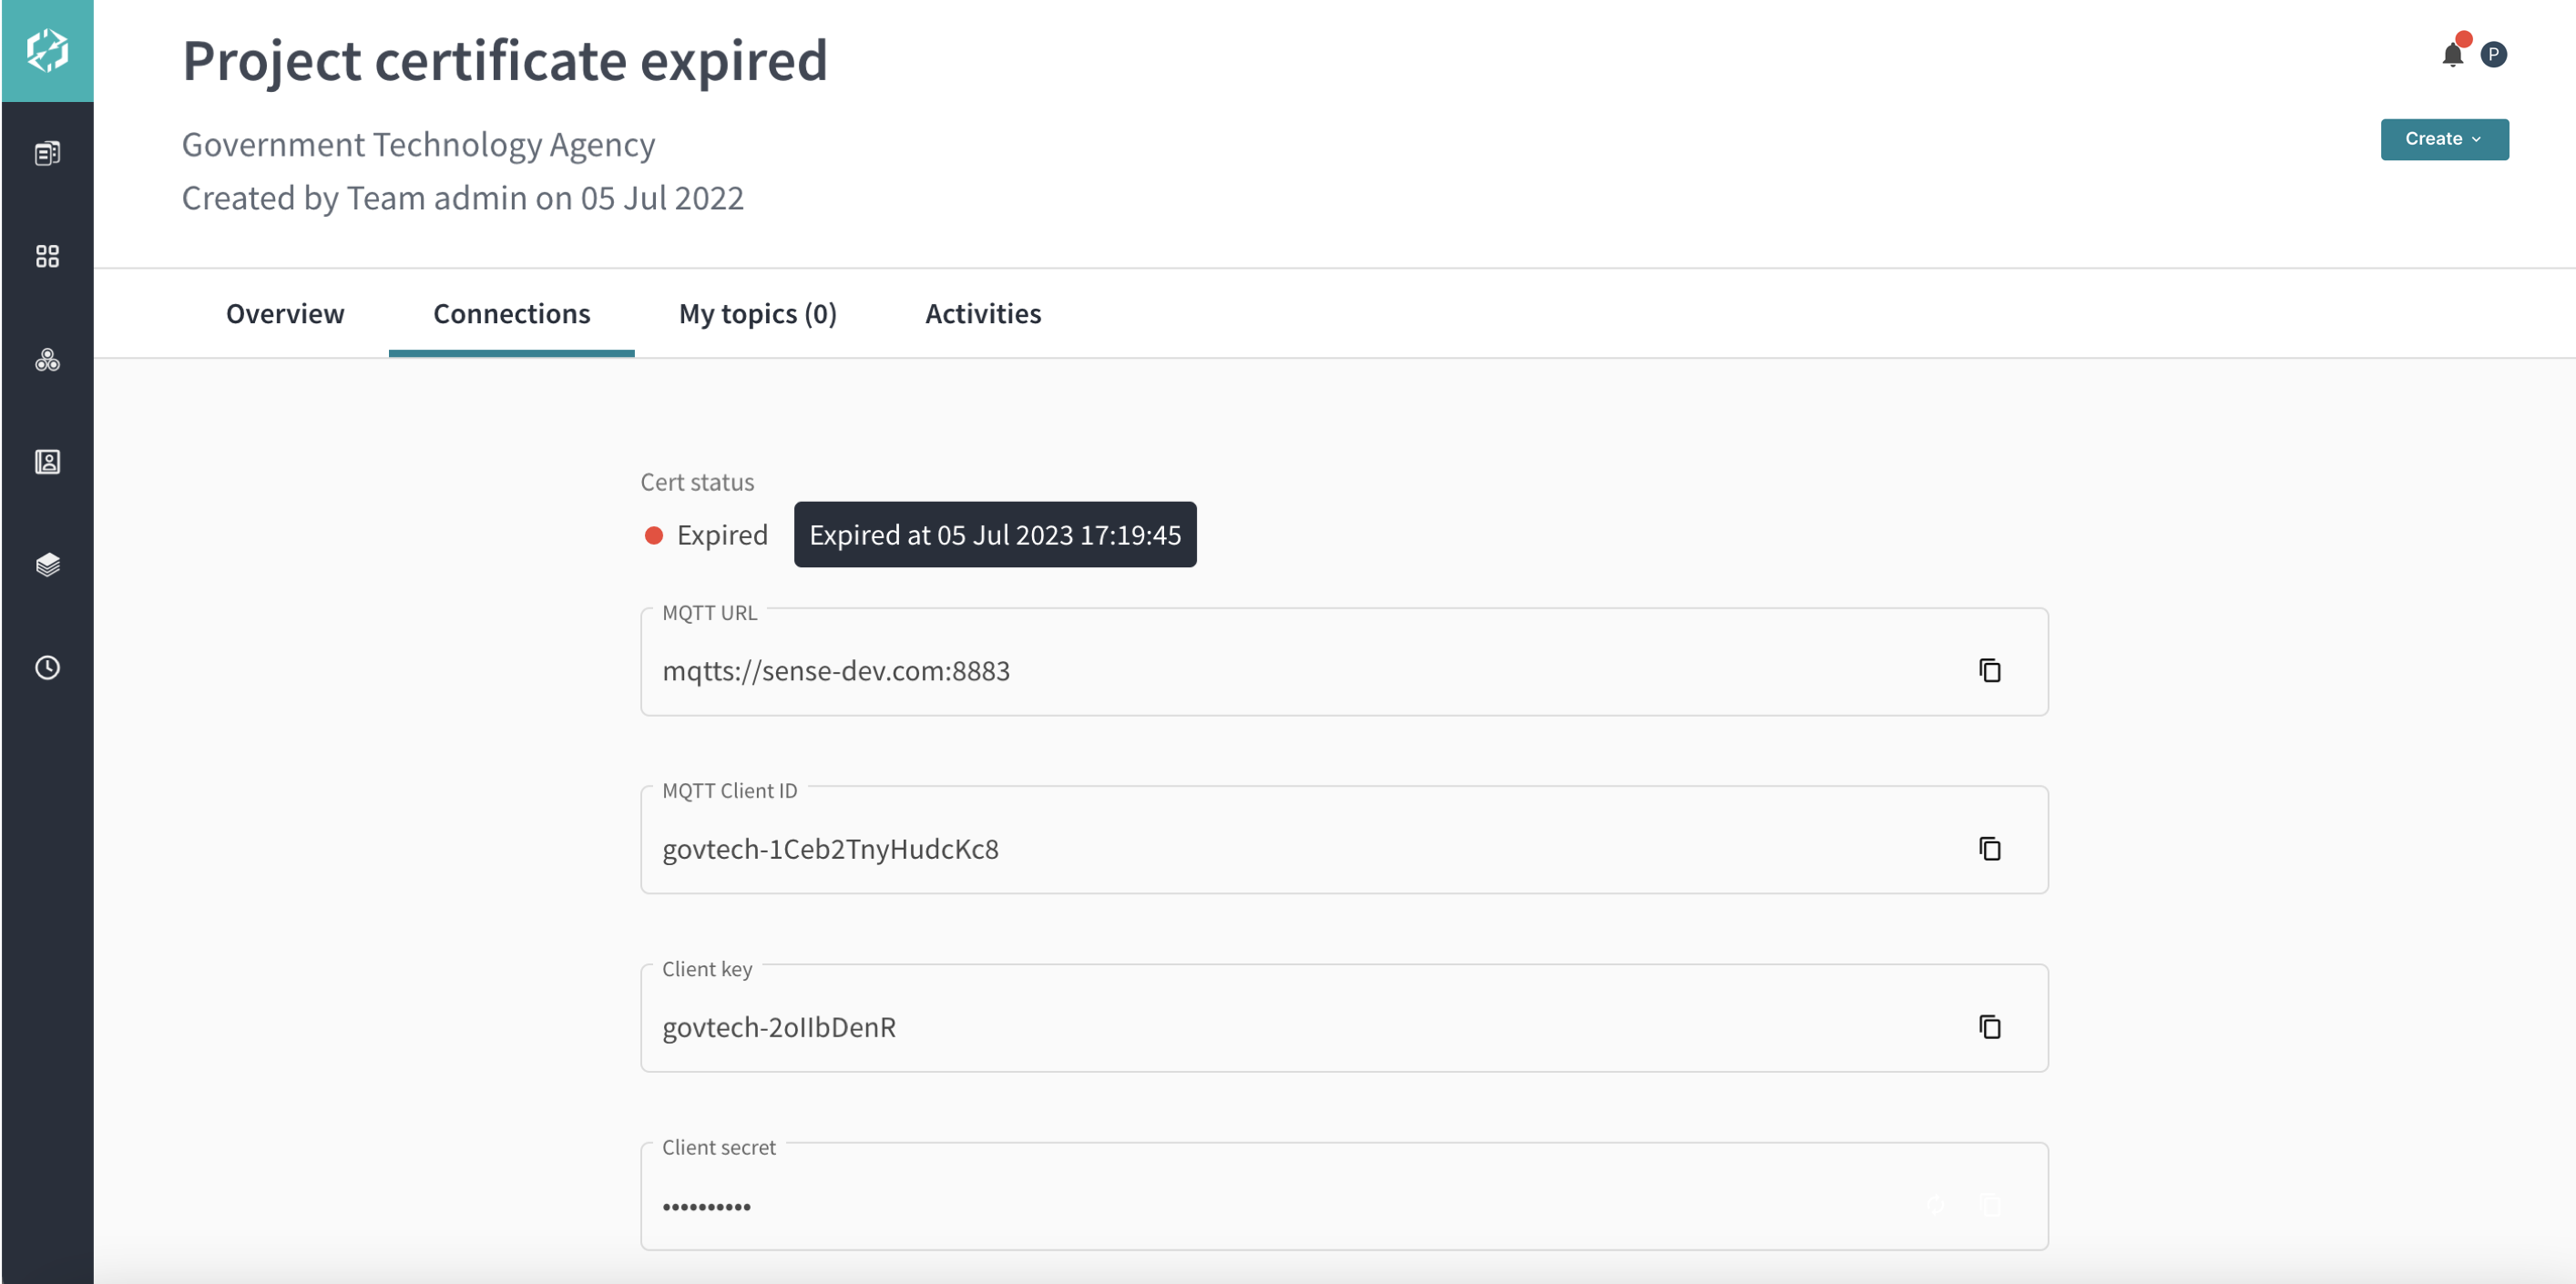 Project certificate expired
P
Government Technology Agency
Create
Created by Team admin on 05 Jul 2022
Overview Connections My topics (0) Activities
Cert status
Expired Expired at 05 Jul 2023 17:19:45
MQTT URL
mqtts://sense-dev.com:8883
MQTT Client ID
govtech-1Ceb2TnyHudcKc8
Client key
govtech-2oIIbDenR
Client secret
••••••••••